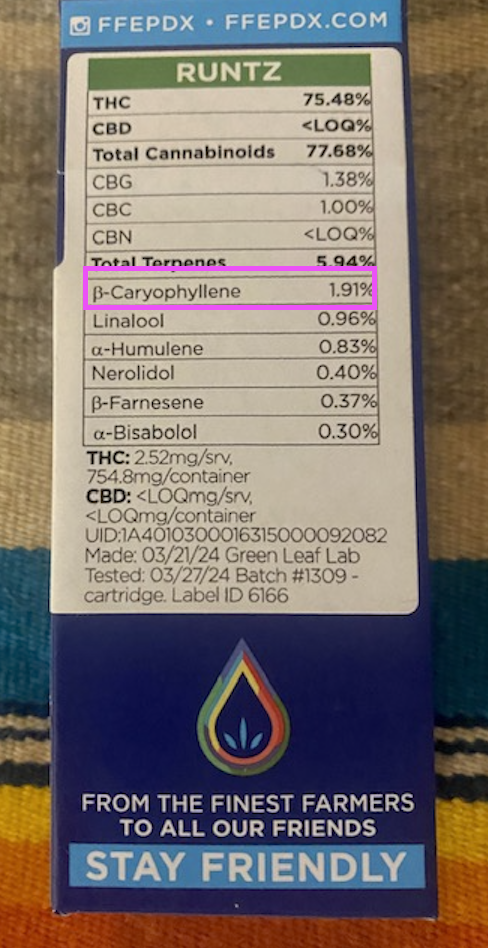 FFEPDX • FFEPDX.COM
RUNTZ
THC 75.48%
CBD <LOQ%
Total Cannabinoids 77.68%
CBG 1.38%
CBC 1.00%
CBN <LOQ%
Total Terpenes 5.94%
β-Caryophyllene 1.91%
Linalool 0.96%
α-Humulene 0.83%
Nerolidol 0.40%
β-Farnesene 0.37%
α-Bisabolol 0.30%
THC: 2.52mg/srv,
754.8mg/container
CBD: <LOQmg/srv,
<LOQmg/container
UID:1A4010300016315000092082
Made: 03/21/24 Green Leaf Lab
Tested: 03/27/24 Batch #1309 -
cartridge. Label ID 6166
FROM THE FINEST FARMERS
TO ALL OUR FRIENDS
STAY FRIENDLY